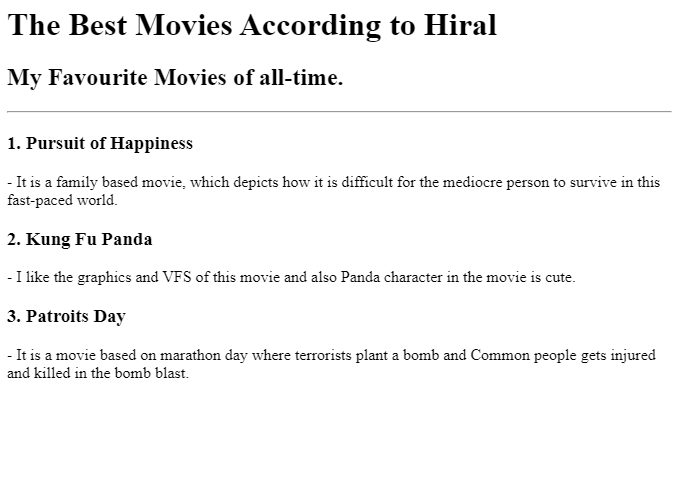 The Best Movies According to Hiral
My Favourite Movies of all-time.
1. Pursuit of Happiness
- It is a family based movie, which depicts how it is difficult for the mediocre person to survive in this
fast-paced world.
2. Kung Fu Panda
- I like the graphics and VFS of this movie and also Panda character in the movie is cute.
3. Patroits Day
- It is a movie based on marathon day where terrorists plant a bomb and Common people gets injured
and killed in the bomb blast.